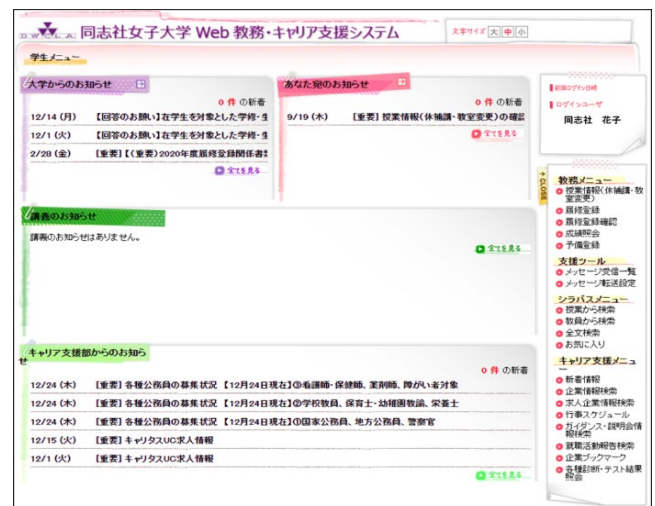 D W C L A 同志社女子大学 Web 教務・キャリア支援システム
文字サイズ 大 中 小
学生メニュー
大学からのお知らせ
0 件 の新着
12/14 (月) 【回答のお願い】在学生を対象とした学修・生
12/1 (火) 【回答のお願い】在学生を対象とした学修・生
2/28 (金) [重要]【(重要)2020年度履修登録関係書類
全てを見る
あなた宛のお知らせ
0 件 の新着
9/19 (木) [重要] 授業情報(休補講・教室変更)の確認
全てを見る
前回ログイン日時
ログインユーザ
同志社 花子
講義のお知らせ
講義のお知らせはありません。
全てを見る
キャリア支援部からのお知ら
せ
0 件 の新着
12/24 (木) [重要] 各種公務員の募集状況 【12月24日現在】③看護師・保健師、薬剤師、障がい者対象
12/24 (木) [重要] 各種公務員の募集状況 【12月24日現在】②学校教員、保育士・幼稚園教諭、栄養士
12/24 (木) [重要] 各種公務員の募集状況 【12月24日現在】①国家公務員、地方公務員、警察官
12/15 (火) [重要] キャリタスUC求人情報
12/1 (火) [重要] キャリタスUC求人情報
全てを見る
CLOSE
教務メニュー
授業情報(休補講・教
室変更)
履修登録
履修登録確認
成績照会
予備登録
支援ツール
メッセージ受信一覧
メッセージ転送設定
シラバスメニュー
授業から検索
教員から検索
全文検索
お気に入り
キャリア支援メニュ
ー
新着情報
企業情報検索
求人企業情報検索
行事スケジュール
ガイダンス・説明会情
報検索
就職活動報告検索
企業ブックマーク
各種診断・テスト結果
照会